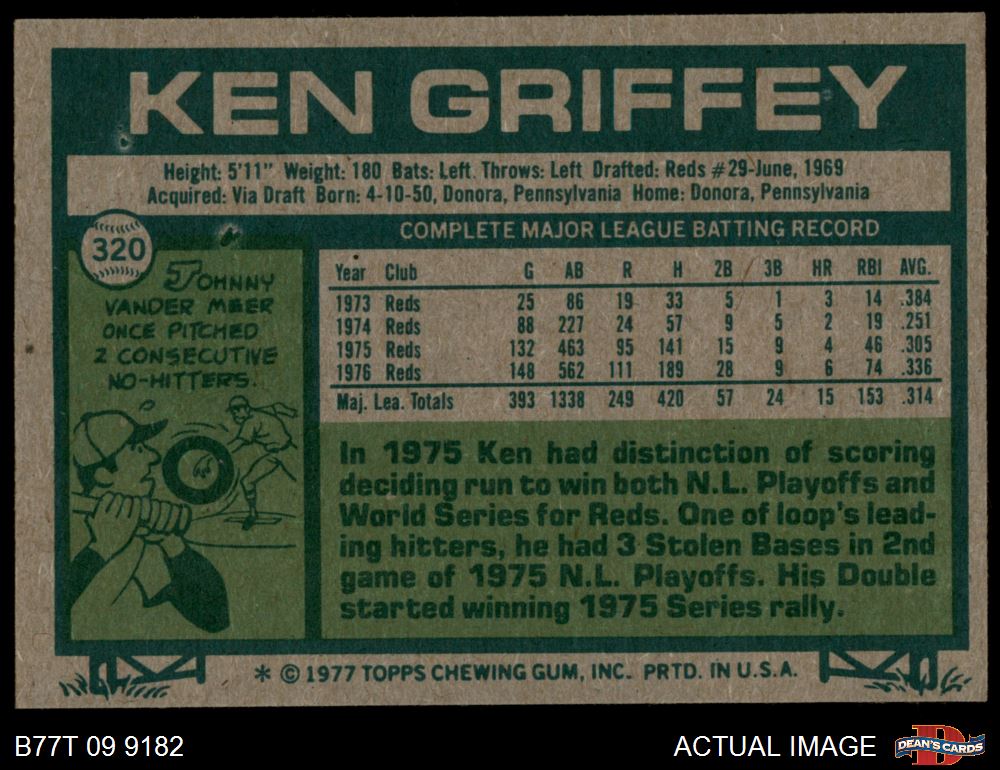 KEN GRIFFEY
Height: 5'11" Weight: 180 Bats: Left Throws: Left Drafted: Reds #29-June, 1969
Acquired: Via Draft Born: 4-10-50, Donora, Pennsylvania Home: Donora, Pennsylvania
320
JOHNNY
VANDER MEER
ONCE PITCHED
2 CONSECUTIVE
NO-HITTERS.
COMPLETE MAJOR LEAGUE BATTING RECORD
Year Club G AB R H 2B 3B HR RBI AVG.
1973 Reds 25 86 19 33 5 1 3 14 .384
1974 Reds 88 227 24 57 9 5 2 19 .251
1975 Reds 132 463 95 141 15 9 4 46 .305
1976 Reds 148 562 111 189 28 9 6 74 .336
Maj. Lea. Totals 393 1338 249 420 57 24 15 153 .314
In 1975 Ken had distinction of scoring
deciding run to win both N.L. Playoffs and
World Series for Reds. One of loop's lead-
ing hitters, he had 3 Stolen Bases in 2nd
game of 1975 N.L. Playoffs. His Double
started winning 1975 Series rally.
* © 1977 TOPPS CHEWING GUM, INC. PRTD. IN U.S.A.
B77T 09 9182
ACTUAL IMAGE
D
DEAN'S CARDS